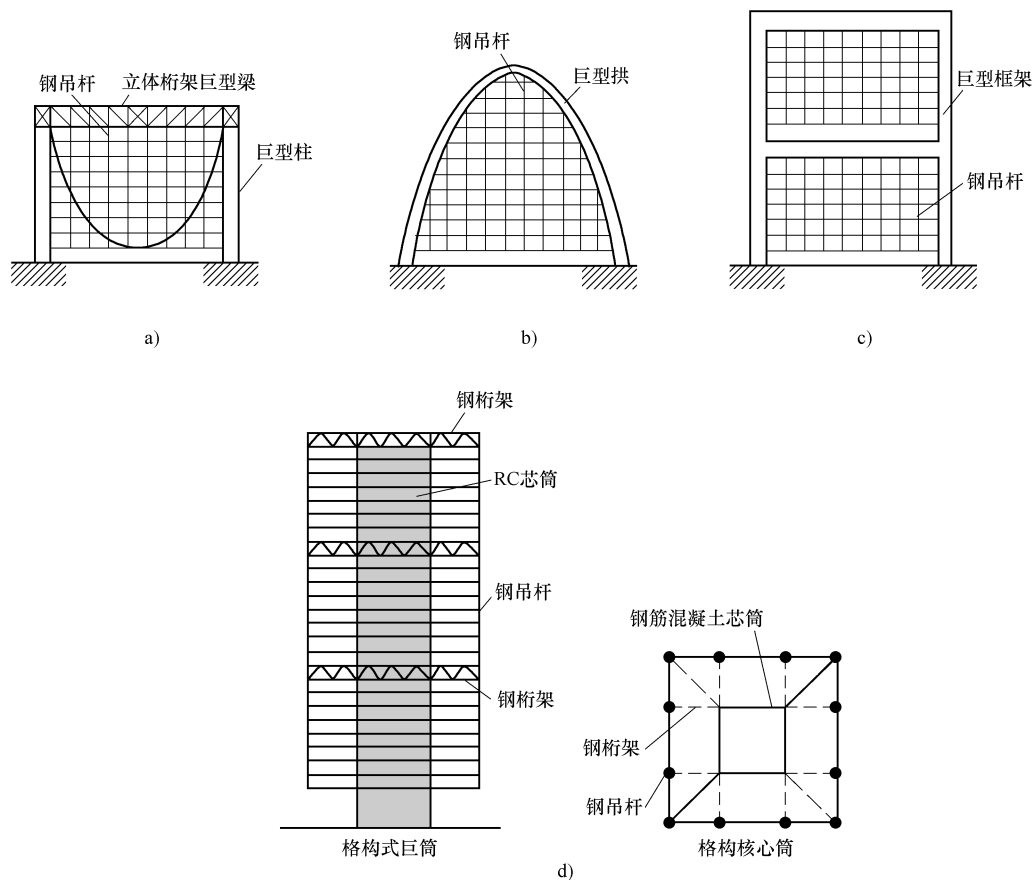 钢吊杆
立体桁架巨型梁
巨型柱
a)
钢吊杆
巨型拱
b)
巨型框架
钢吊杆
c)
钢桁架
RC芯筒
钢吊杆
钢桁架
格构式巨筒
钢筋混凝土芯筒
钢桁架
钢吊杆
格构核心筒
d)